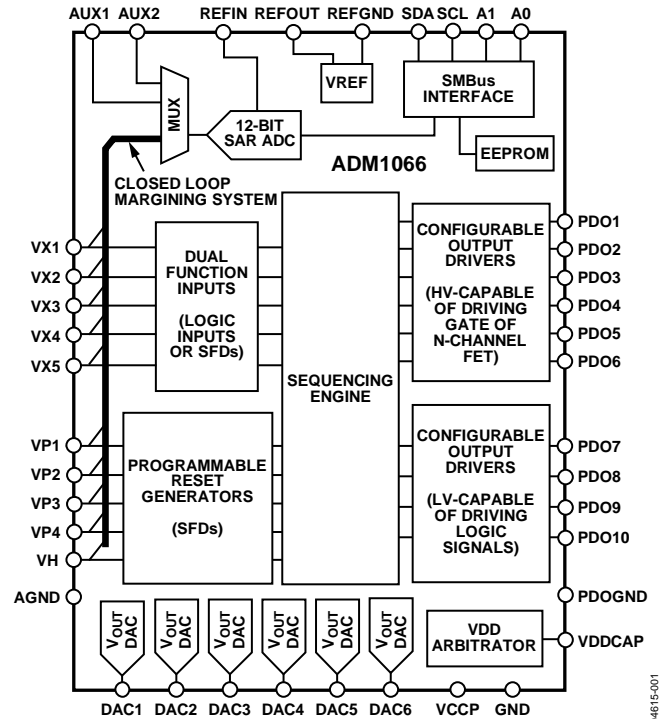 AUX1 AUX2 REFIN REFOUT REFGND SDA SCL A1 A0
VREF
SMBus
INTERFACE
MUX
12-BIT
SAR ADC
EEPROM
ADM1066
CLOSED LOOP
MARGINING SYSTEM
VX1
VX2
VX3
VX4
VX5
DUAL
FUNCTION
INPUTS
(LOGIC
INPUTS
OR SFDs)
SEQUENCING
ENGINE
CONFIGURABLE
OUTPUT
DRIVERS
(HV-CAPABLE
OF DRIVING
GATE OF
N-CHANNEL
FET)
PDO1
PDO2
PDO3
PDO4
PDO5
PDO6
VP1
VP2
VP3
VP4
VH
AGND
PROGRAMMABLE
RESET
GENERATORS
(SFDs)
CONFIGURABLE
OUTPUT
DRIVERS
(LV-CAPABLE
OF DRIVING
LOGIC
SIGNALS)
PDO7
PDO8
PDO9
PDO10
PDOGND
VDDCAP
VDD
ARBITRATOR
VOUT
DAC
VOUT
DAC
VOUT
DAC
VOUT
DAC
VOUT
DAC
VOUT
DAC
DAC1 DAC2 DAC3 DAC4 DAC5 DAC6 VCCP GND
4615-001